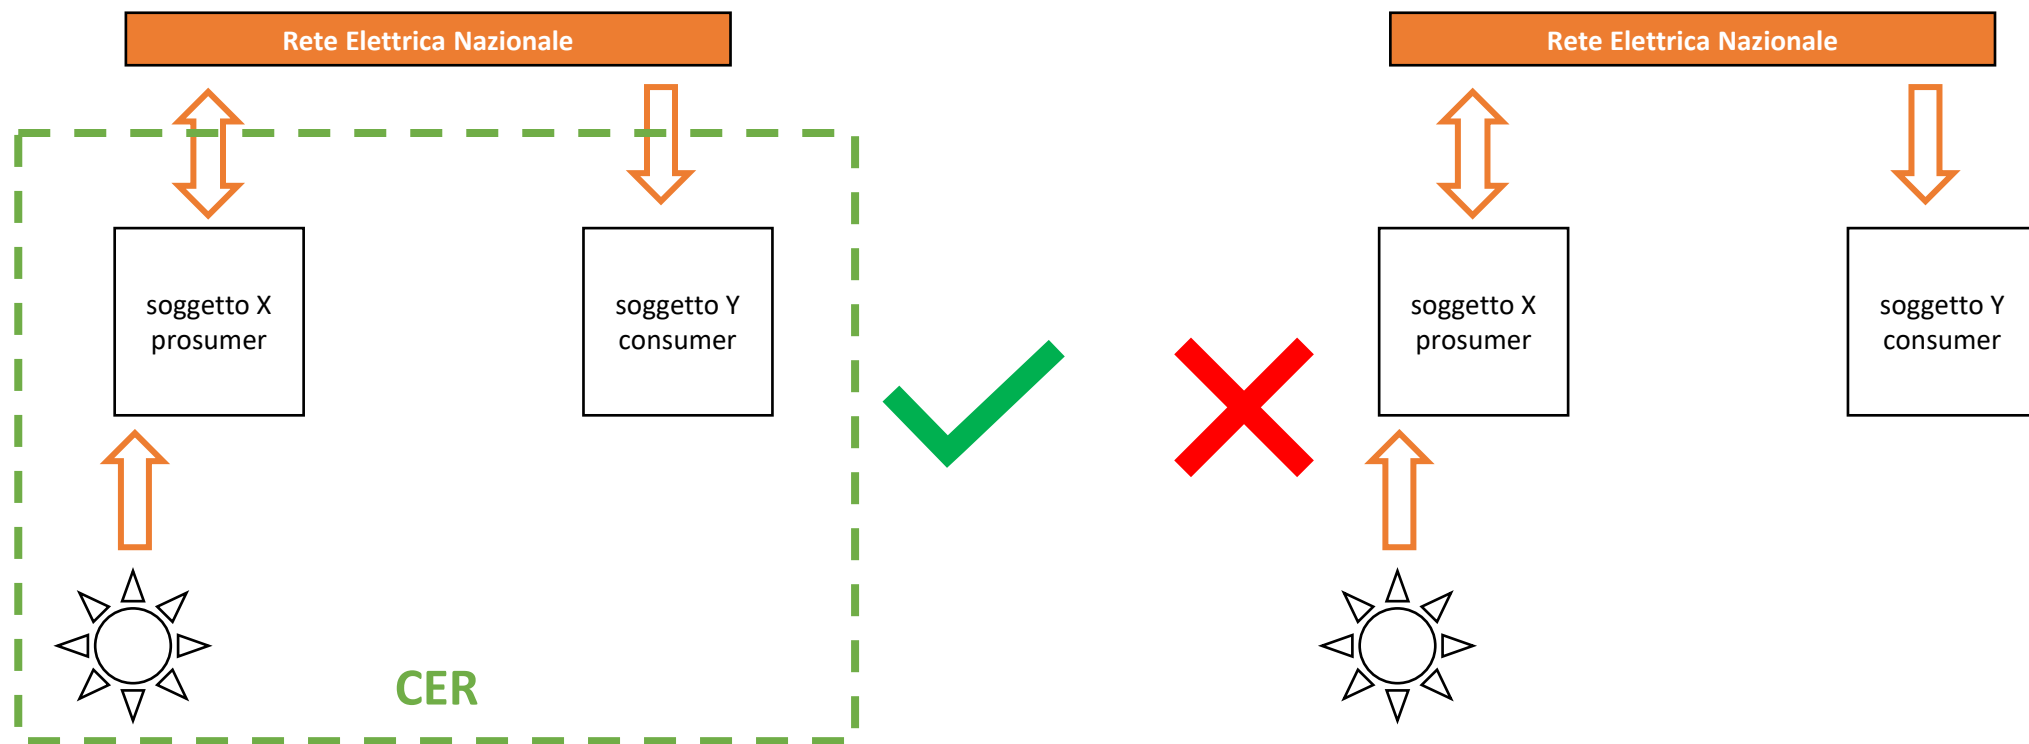 Rete Elettrica Nazionale
soggetto X
prosumer
soggetto Y
consumer
CER
Rete Elettrica Nazionale
soggetto X
prosumer
soggetto Y
consumer